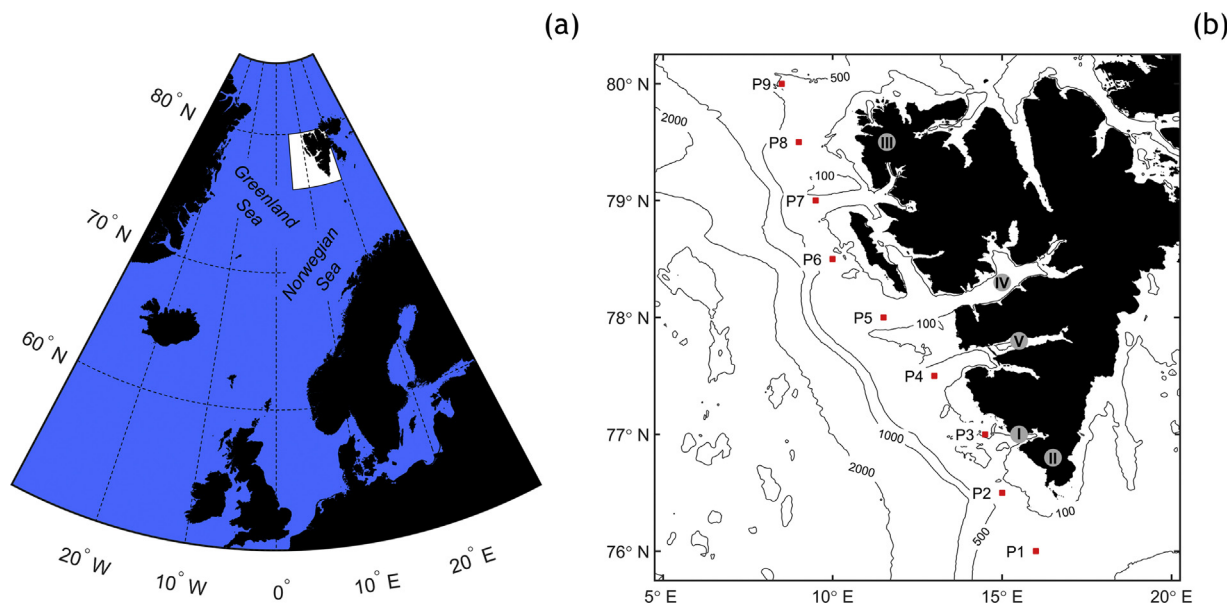 (a)
80° N
70° N
60° N
20° W
10° W
0°
10° E
20° E
Greenland
Sea
Norwegian
Sea
(b)
80° N
79° N
78° N
77° N
76° N
5° E
10° E
15° E
20° E
P9
500
2000
P8
III
100
P7
P6
IV
P5
100
V
P4
P3
I
1000
II
2000
P2
100
500
P1